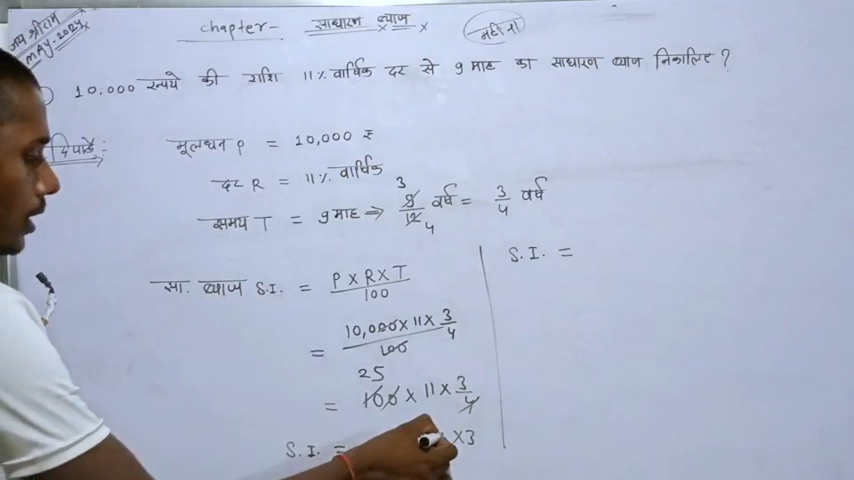 जय श्रीराम
MAY-2024
chapter- साधारण ब्याज
10.000 रुपये की राशि 11% वार्षिक दर से 9 माह का साधारण ब्याज निकालिए ?
मूलधन P = 10,000 ₹
दर R = 11% वार्षिक
समय T = 9 माह ⇒ 9/12 वर्ष = 3/4 वर्ष
3
4
सा. ब्याज S.I. = P × R × T / 100
= 10,000 × 11 × 3/4 / 100
25
= 100 × 11 × 3/4
S.I. = × 3
S.I. =